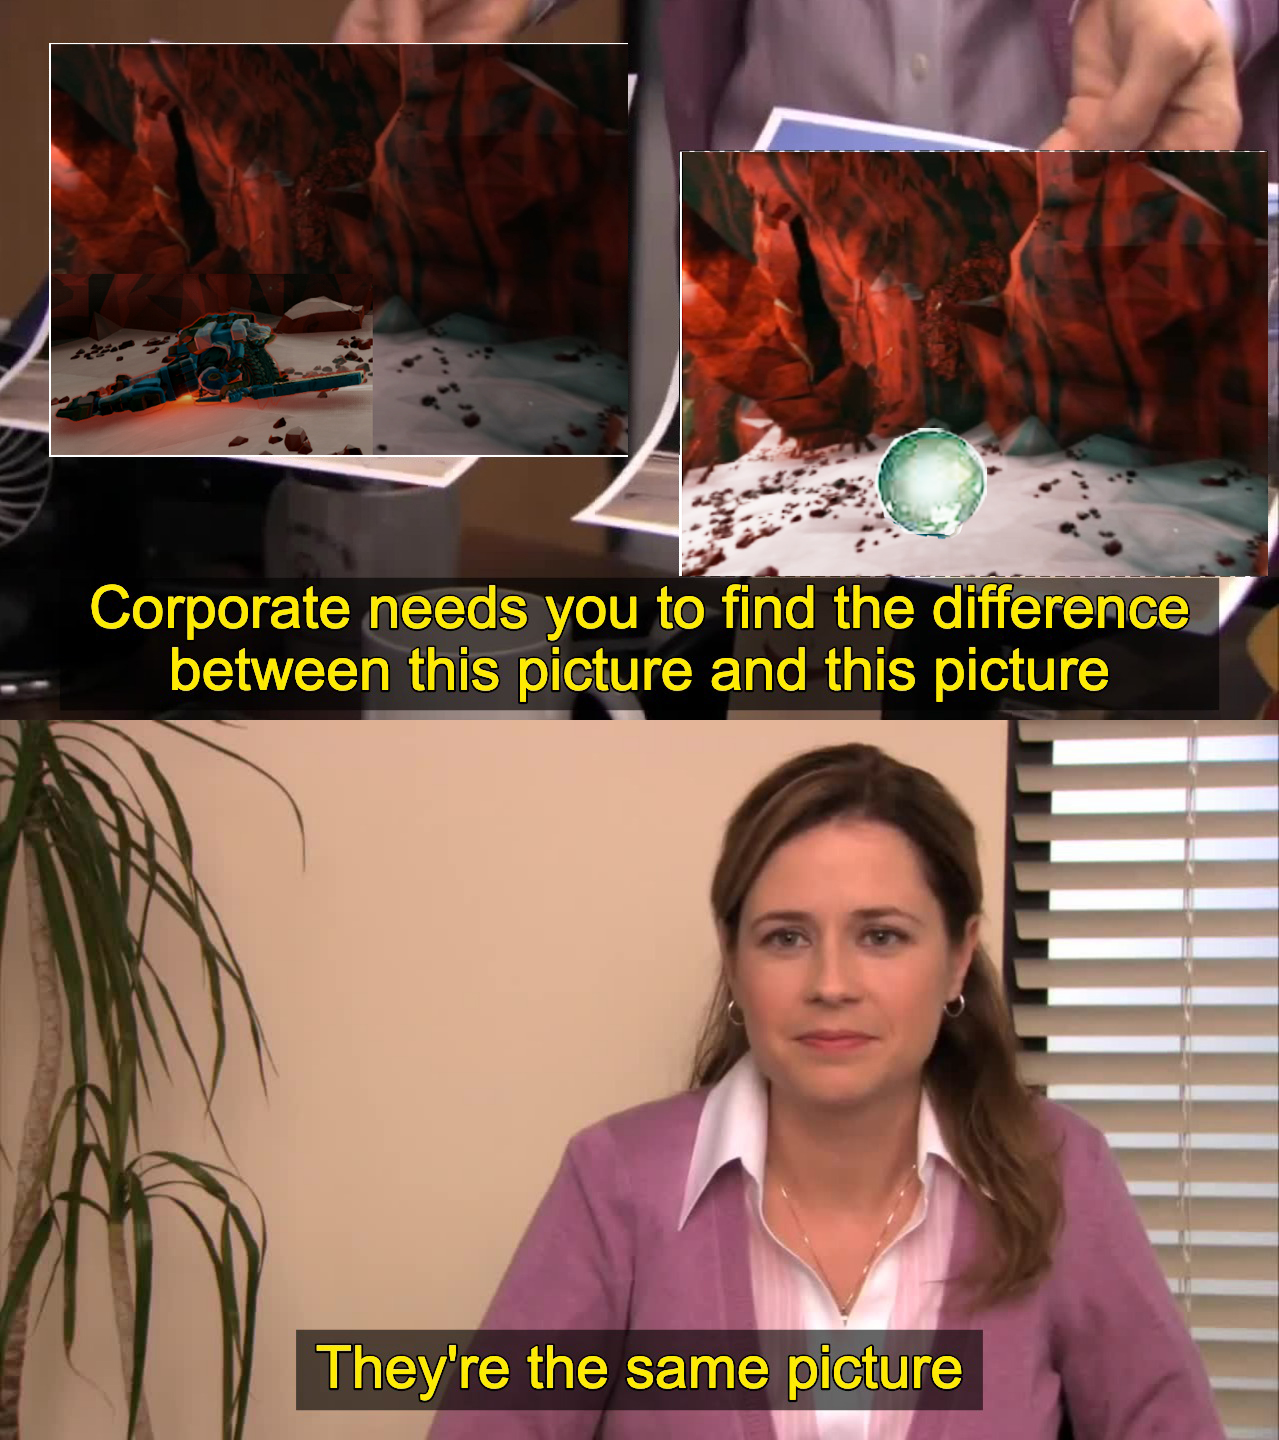 Corporate needs you to find the difference
between this picture and this picture
They're the same picture